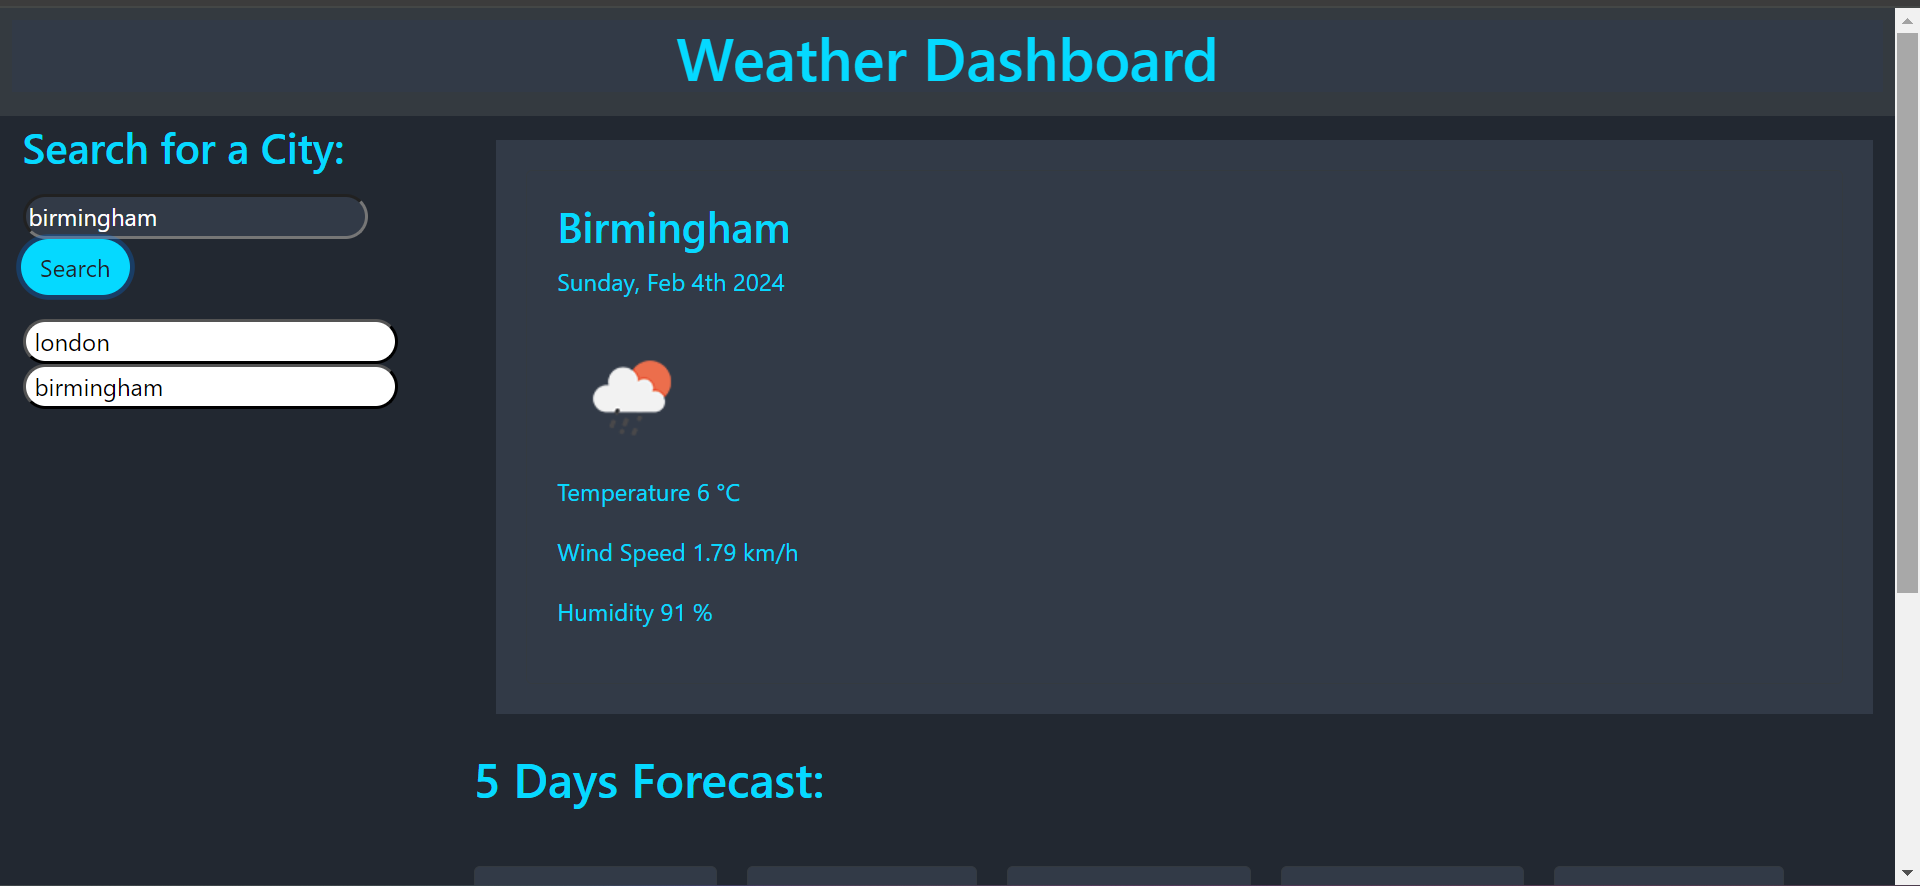 Weather Dashboard
Search for a City:
birmingham
Search
london
birmingham
Birmingham
Sunday, Feb 4th 2024
Temperature 6 °C
Wind Speed 1.79 km/h
Humidity 91 %
5 Days Forecast: